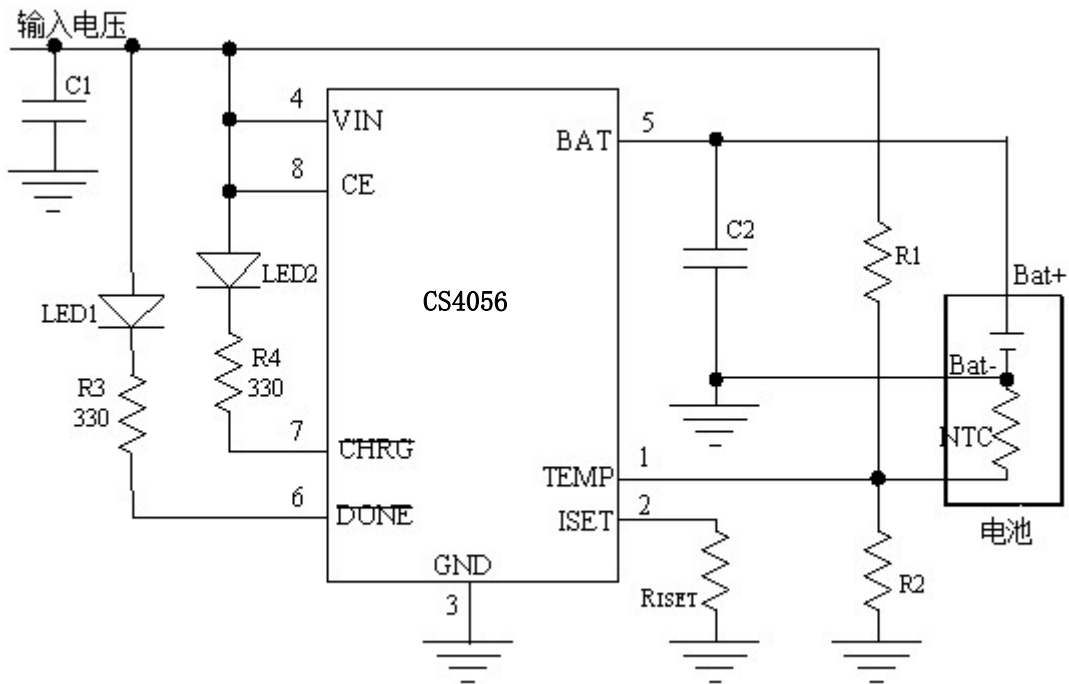 输入电压
C1
4
VIN
BAT
5
8
CE
C2
R1
LED2
Bat+
CS4056
LED1
R4
330
Bat-
R3
330
7
CHRG
NTC
TEMP
1
6
DONE
ISET
2
电池
GND
3
RISET
R2